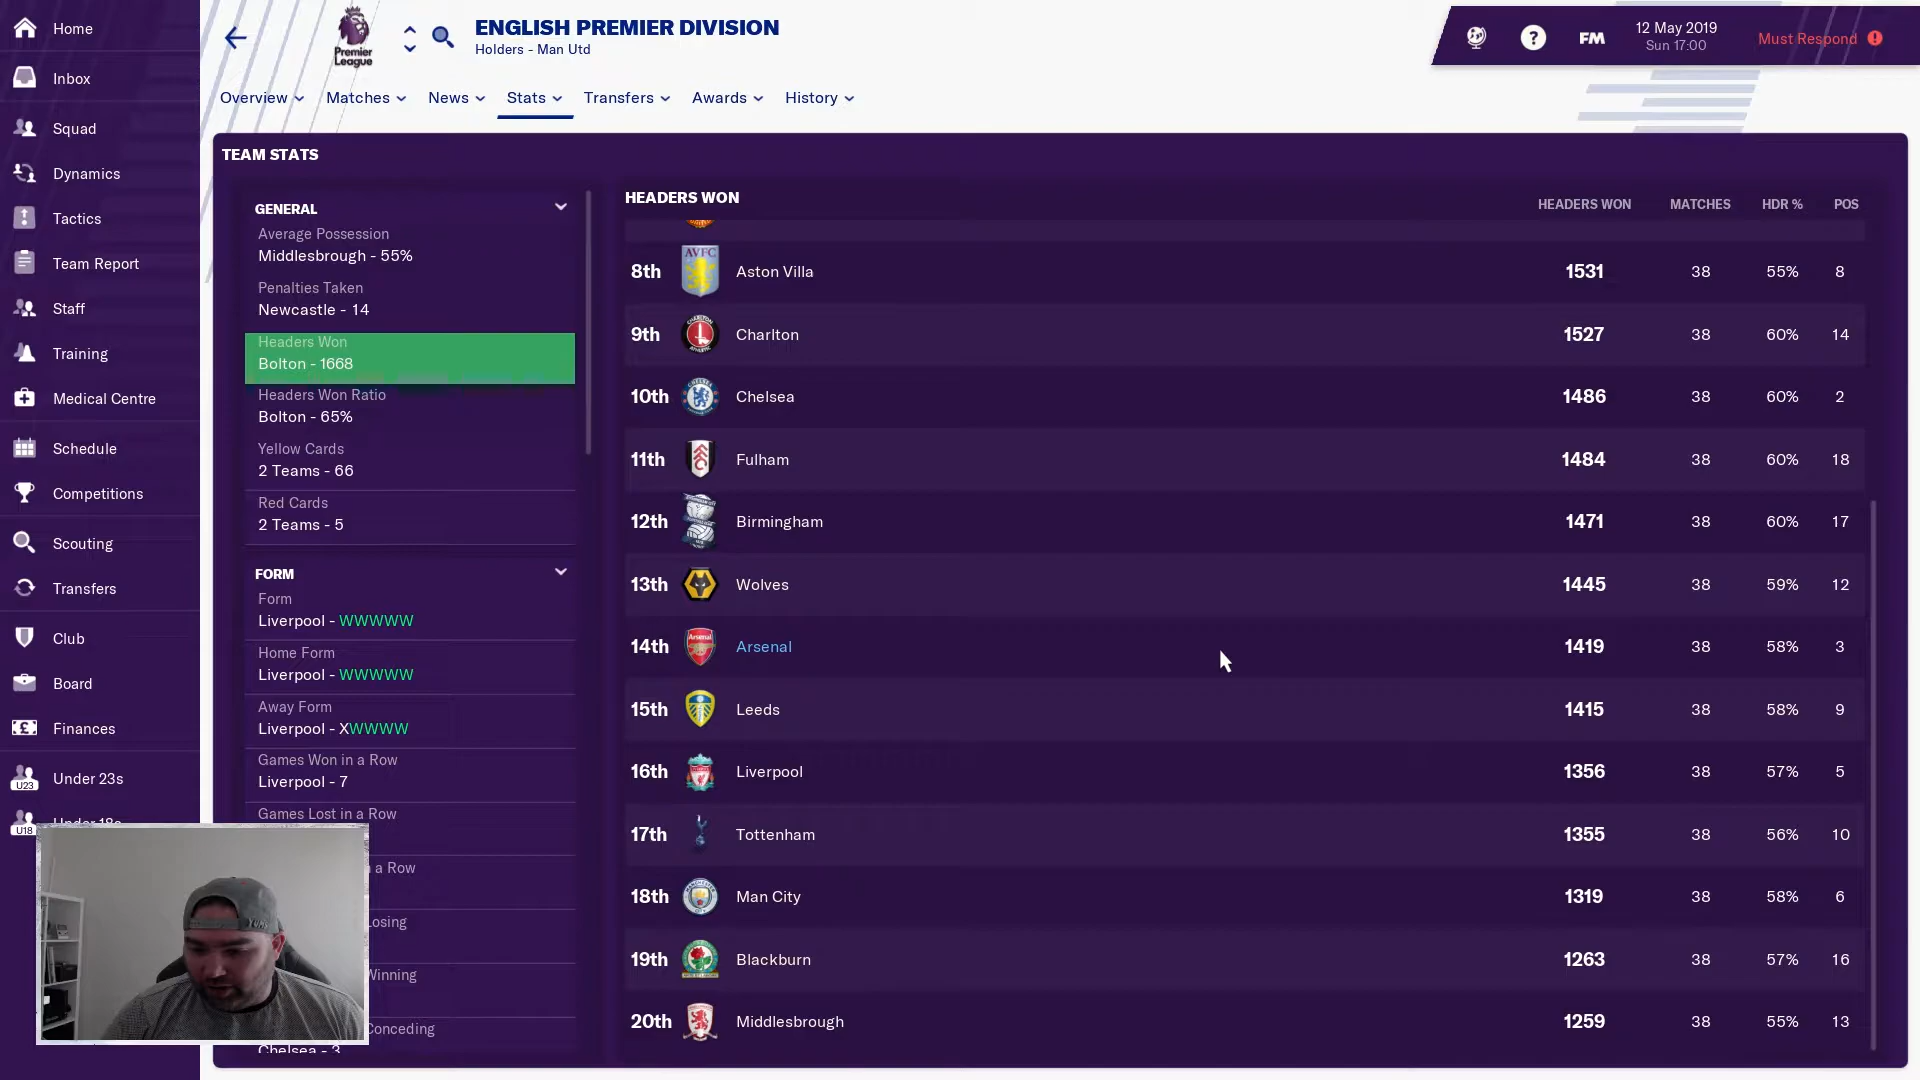 Home
Inbox
Squad
Dynamics
Tactics
Team Report
Staff
Training
Medical Centre
Schedule
Competitions
Scouting
Transfers
Club
Board
Finances
U23
Under 23s
U18
Under 18s
Premier
League
ENGLISH PREMIER DIVISION
Holders - Man Utd
?
FM
12 May 2019
Sun 17:00
Must Respond
Overview
Matches
News
Stats
Transfers
Awards
History
TEAM STATS
GENERAL
Average Possession
Middlesbrough - 55%
Penalties Taken
Newcastle - 14
Headers Won
Bolton - 1668
Headers Won Ratio
Bolton - 65%
Yellow Cards
2 Teams - 66
Red Cards
2 Teams - 5
FORM
Form
Liverpool - WWWWW
Home Form
Liverpool - WWWWW
Away Form
Liverpool - XWWWW
Games Won in a Row
Liverpool - 7
Games Lost in a Row
a Row
Losing
Winning
Conceding
Chelsea - 3
HEADERS WON
HEADERS WON MATCHES HDR % POS
8th AVFC Aston Villa 1531 38 55% 8
9th Charlton 1527 38 60% 14
10th Chelsea 1486 38 60% 2
11th Fulham 1484 38 60% 18
12th Birmingham 1471 38 60% 17
13th Wolves 1445 38 59% 12
14th Arsenal Arsenal 1419 38 58% 3
15th Leeds 1415 38 58% 9
16th Liverpool 1356 38 57% 5
17th Tottenham 1355 38 56% 10
18th Man City 1319 38 58% 6
19th Blackburn 1263 38 57% 16
20th Middlesbrough 1259 38 55% 13